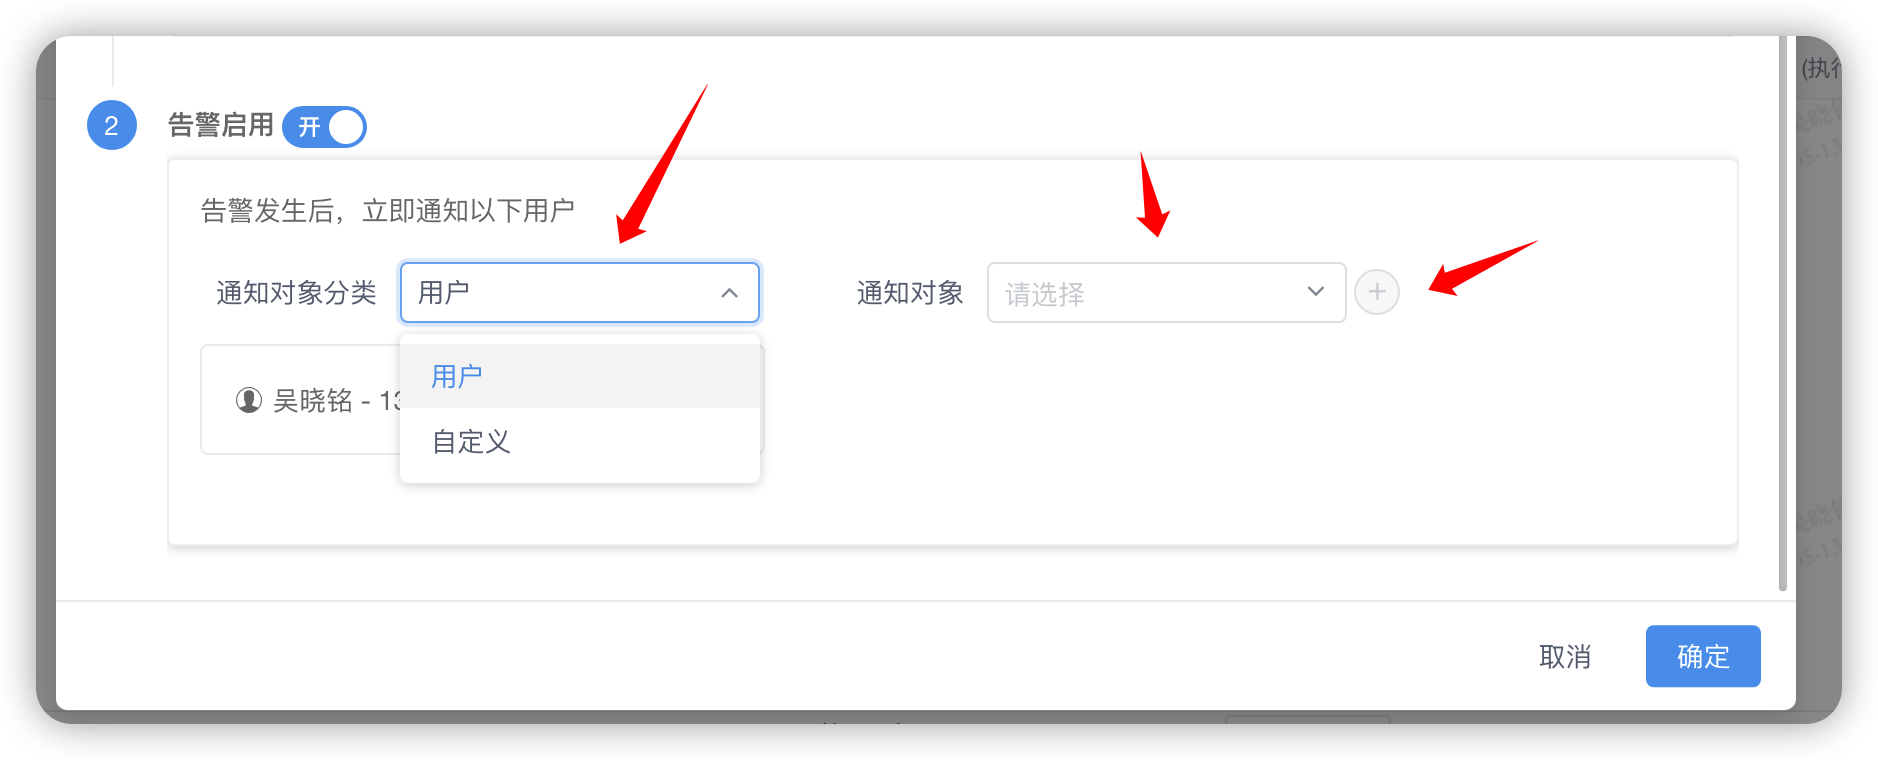 (执行
2 告警启用 开
告警发生后，立即通知以下用户
通知对象分类 用户 通知对象 请选择
用户
吴晓铭 - 13
自定义
取消 确定